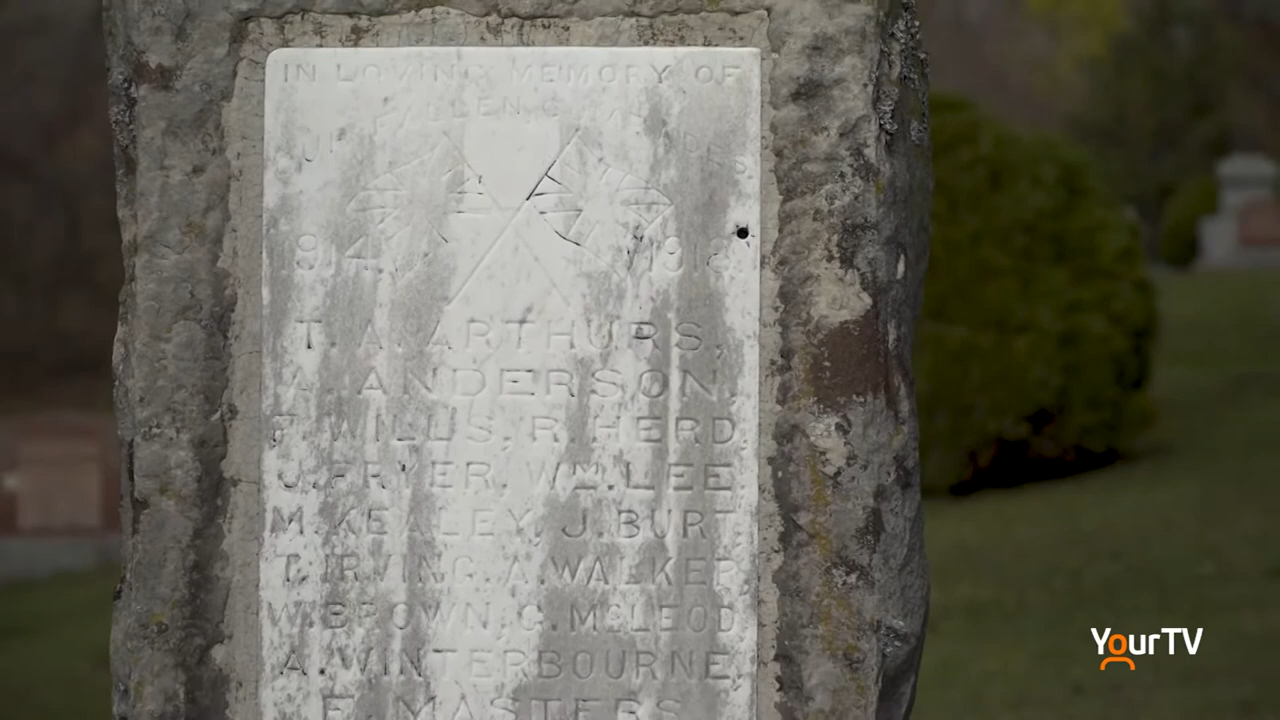 IN LOVING MEMORY OF
FALLEN
1914
1918
T. A. ARTHURS,
A. ANDERSON,
F. WILLS, R. HERD,
J. FRYER, WM. LEE,
M. KEALEY, J. BURT,
T. IRVING, A. WALKER,
W. BROWN, G. McLEOD,
A. WINTERBOURNE,
F. MASTERS
YourTV